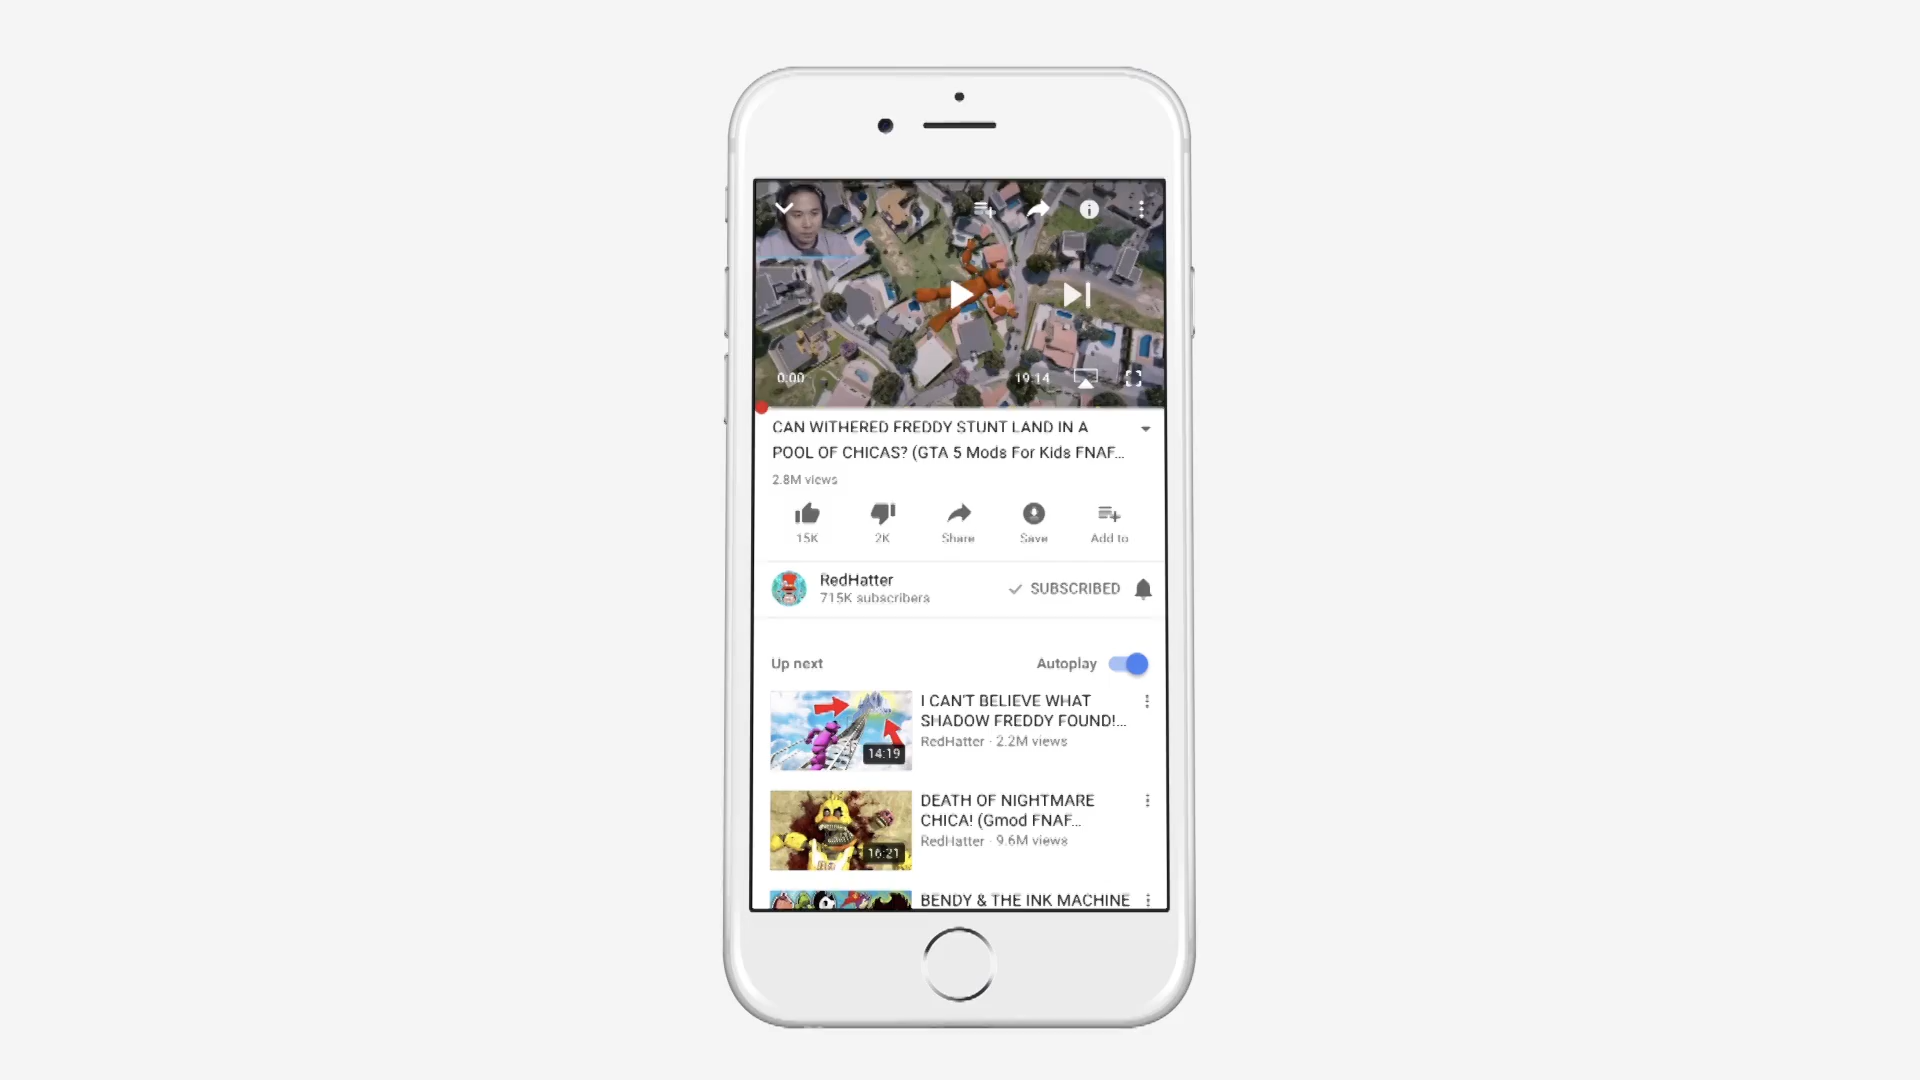 0:00
19:14
CAN WITHERED FREDDY STUNT LAND IN A
POOL OF CHICAS? (GTA 5 Mods For Kids FNAF...
2.8M views
15K
2K
Share
Save
Add to
RedHatter
715K subscribers
SUBSCRIBED
Up next
Autoplay
I CAN'T BELIEVE WHAT
SHADOW FREDDY FOUND!...
RedHatter · 2.2M views
14:19
DEATH OF NIGHTMARE
CHICA! (Gmod FNAF...
RedHatter · 9.6M views
16:21
BENDY & THE INK MACHINE